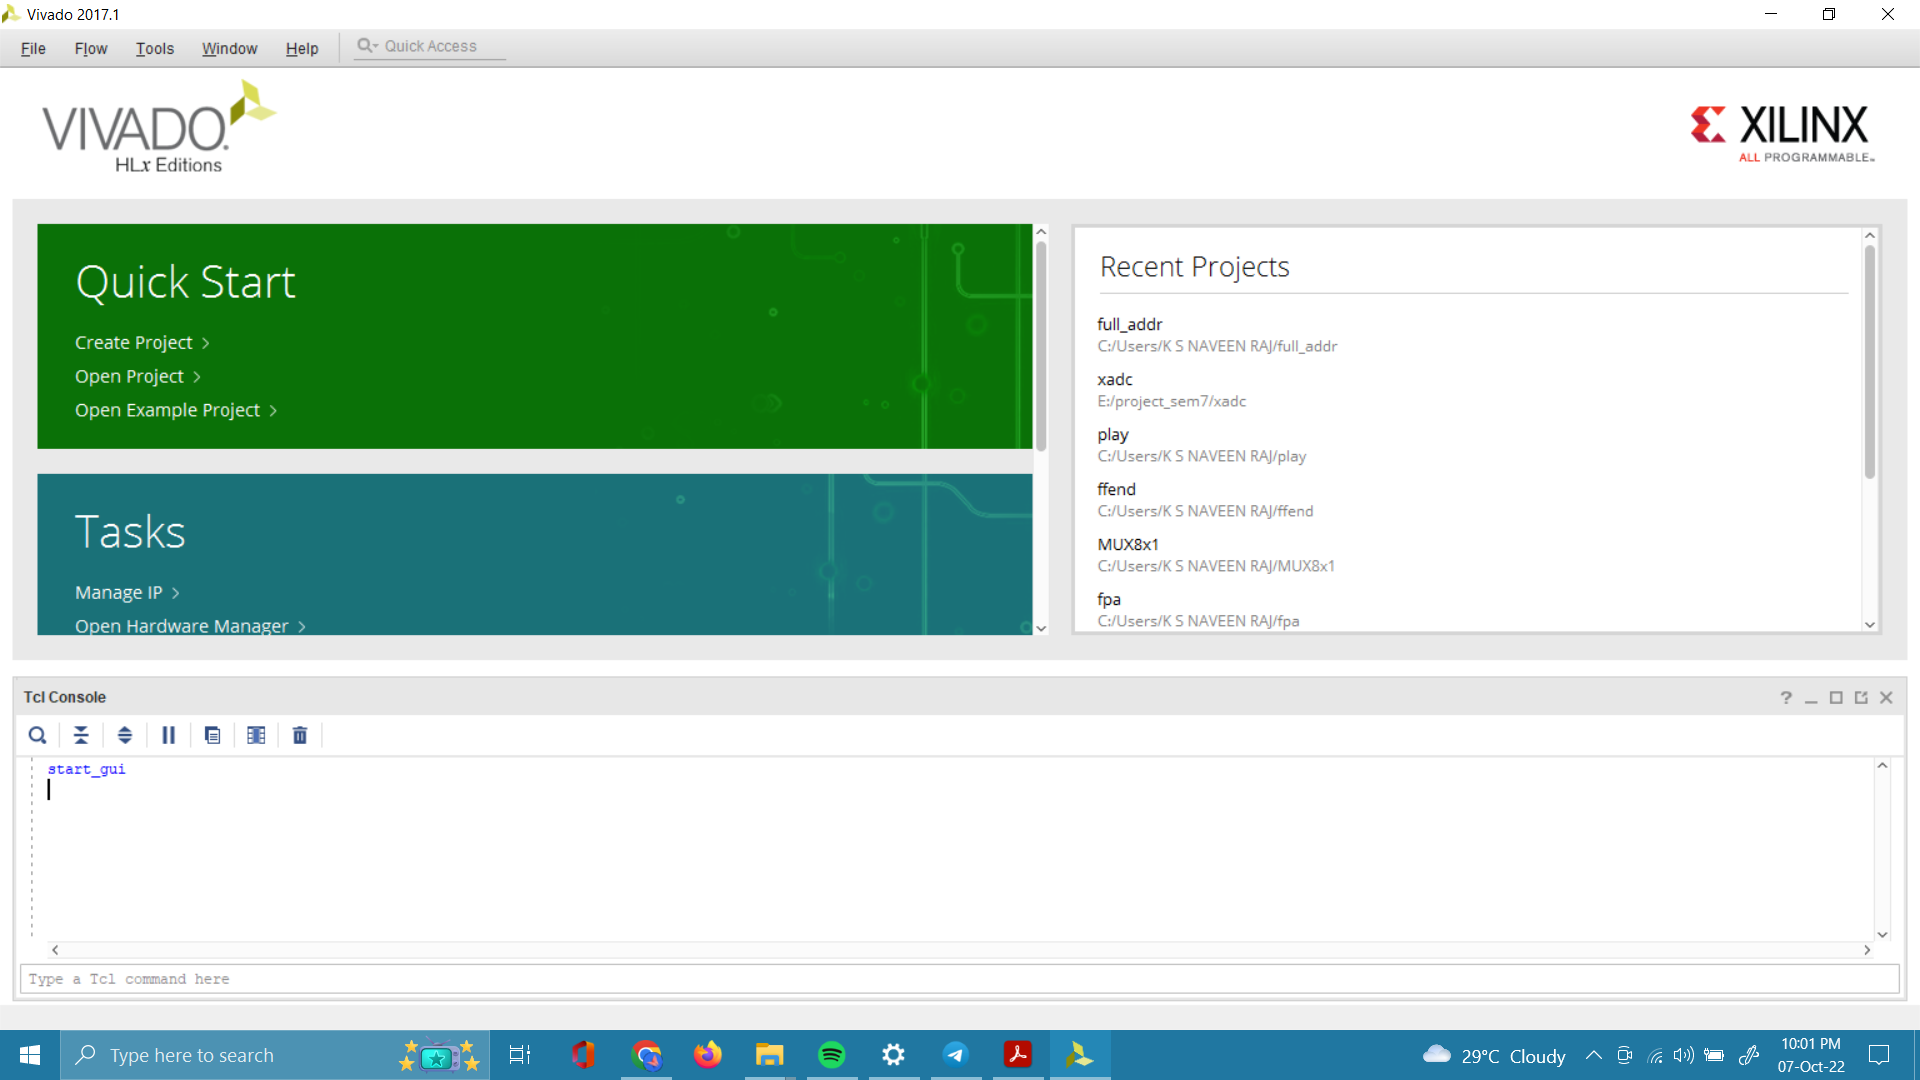 Vivado 2017.1
File Flow Tools Window Help Quick Access
VIVADO.
HLx Editions
XILINX
ALL PROGRAMMABLE™
Quick Start
Create Project >
Open Project >
Open Example Project >
Tasks
Manage IP >
Open Hardware Manager >
Recent Projects
full_addr
C:/Users/K S NAVEEN RAJ/full_addr
xadc
E:/project_sem7/xadc
play
C:/Users/K S NAVEEN RAJ/play
ffend
C:/Users/K S NAVEEN RAJ/ffend
MUX8x1
C:/Users/K S NAVEEN RAJ/MUX8x1
fpa
C:/Users/K S NAVEEN RAJ/fpa
Tcl Console
start_gui
Type a Tcl command here
Type here to search
29°C Cloudy
10:01 PM
07-Oct-22